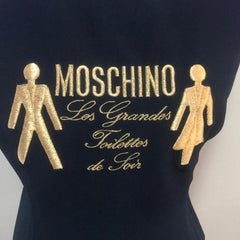 MOSCHINO
Les Grandes
Toilettes
de Soir